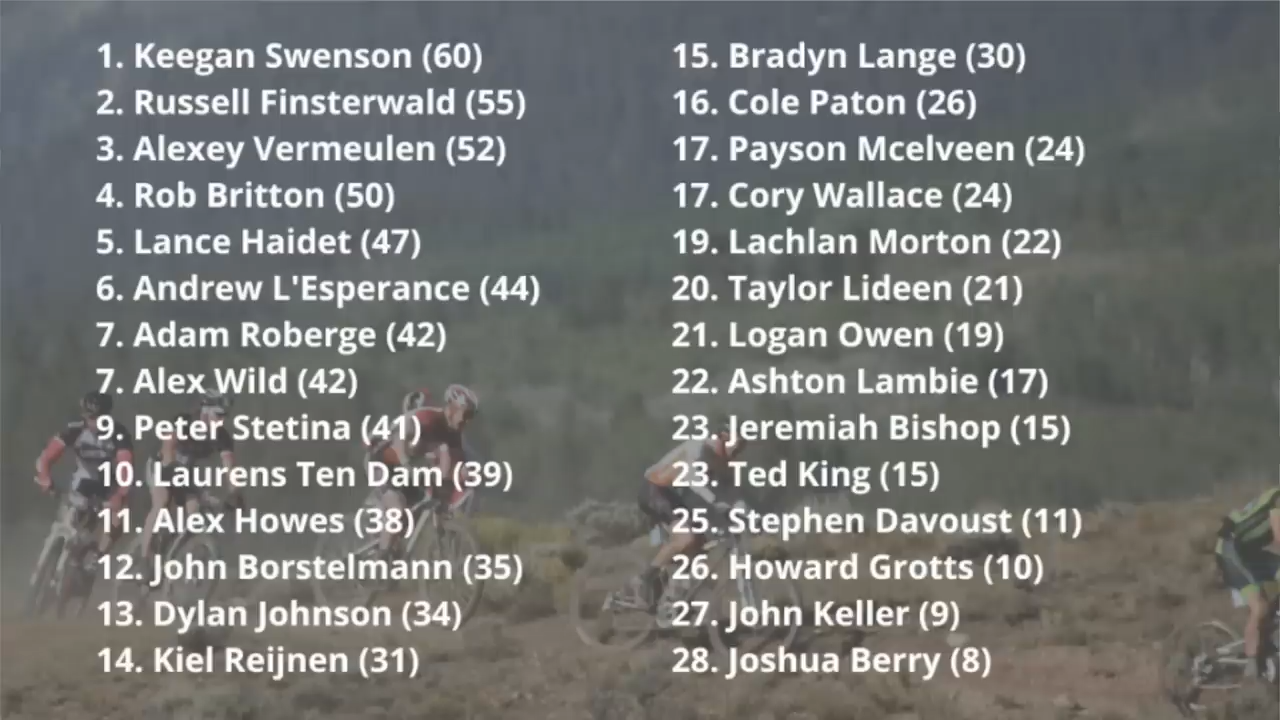 1. Keegan Swenson (60)
2. Russell Finsterwald (55)
3. Alexey Vermeulen (52)
4. Rob Britton (50)
5. Lance Haidet (47)
6. Andrew L'Esperance (44)
7. Adam Roberge (42)
7. Alex Wild (42)
9. Peter Stetina (41)
10. Laurens Ten Dam (39)
11. Alex Howes (38)
12. John Borstelmann (35)
13. Dylan Johnson (34)
14. Kiel Reijnen (31)
15. Bradyn Lange (30)
16. Cole Paton (26)
17. Payson Mcelveen (24)
17. Cory Wallace (24)
19. Lachlan Morton (22)
20. Taylor Lideen (21)
21. Logan Owen (19)
22. Ashton Lambie (17)
23. Jeremiah Bishop (15)
23. Ted King (15)
25. Stephen Davoust (11)
26. Howard Grotts (10)
27. John Keller (9)
28. Joshua Berry (8)